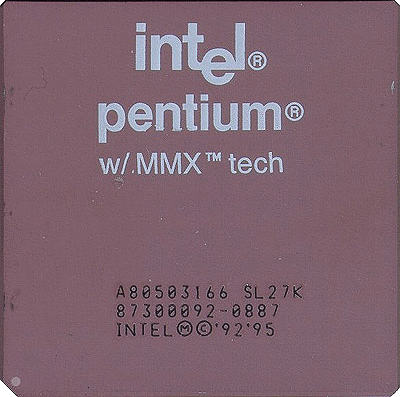 intel®
pentium®
w/ MMX™ tech
A80503166 SL27K
87300092-0887
INTEL Ⓜ © '92 '95